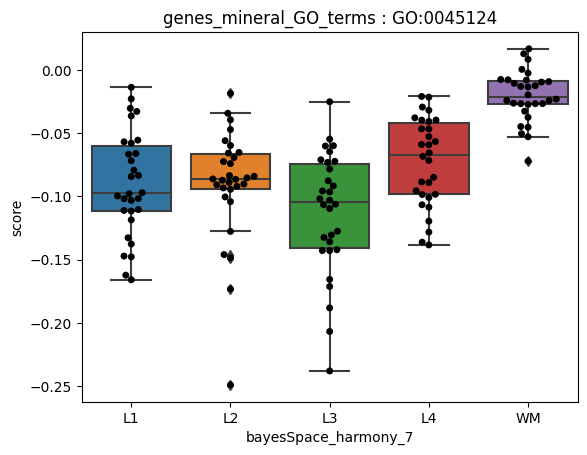 genes_mineral_GO_terms : GO:0045124
0.00
−0.05
−0.10
−0.15
−0.20
−0.25
score
L1 L2 L3 L4 WM
bayesSpace_harmony_7